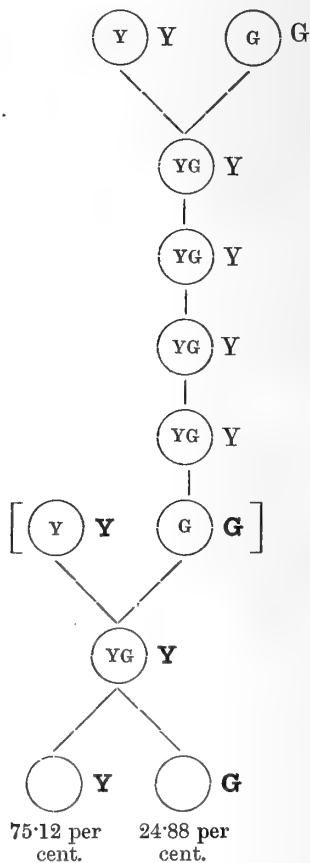 Y Y G G
YG Y
YG Y
YG Y
YG Y
[ Y Y G G ]
YG Y
Y G
75·12 per 24·88 per
cent. cent.